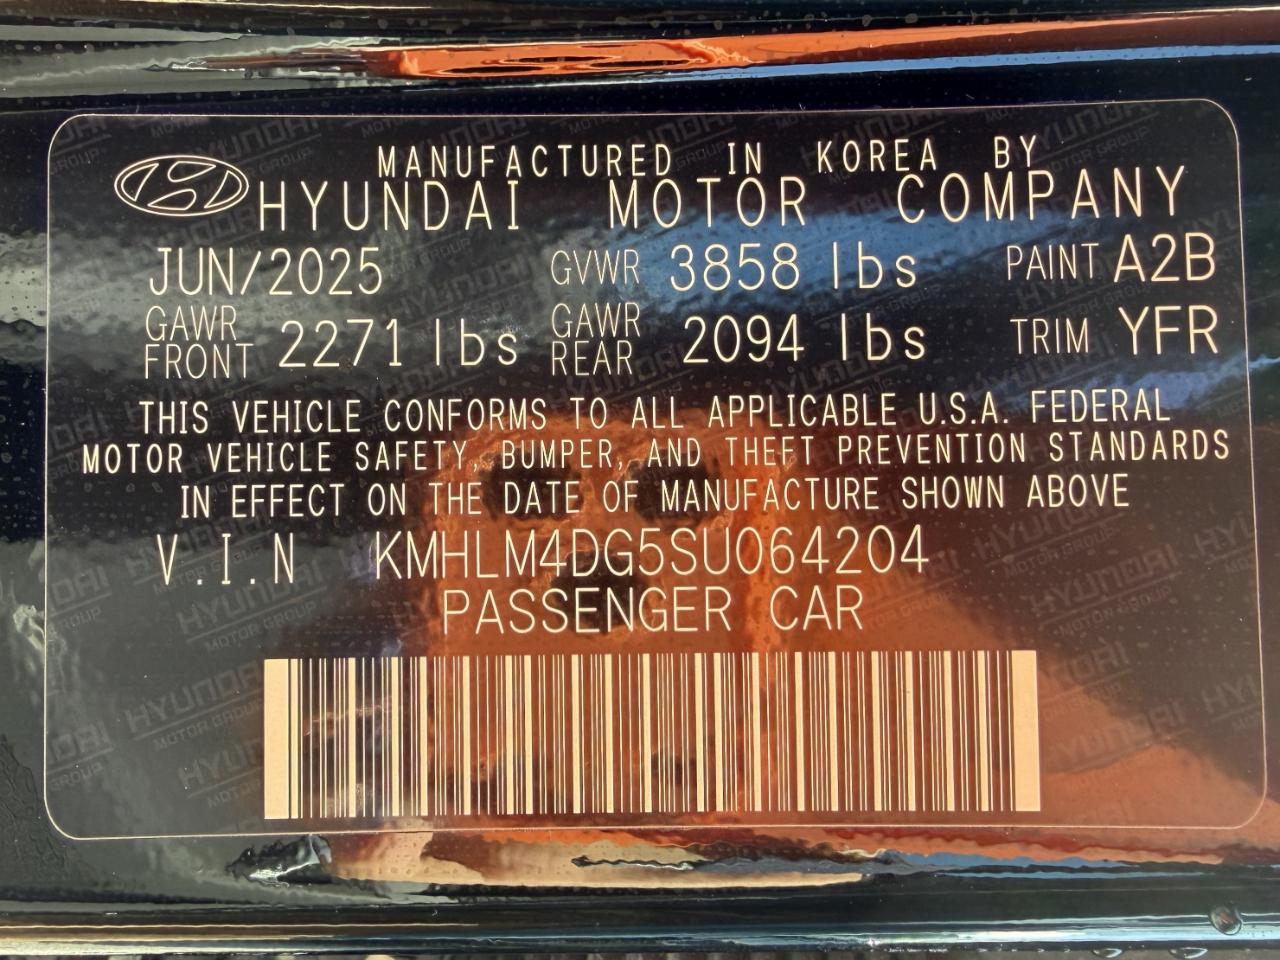 MANUFACTURED IN KOREA BY
HYUNDAI MOTOR COMPANY
JUN/2025 GVWR 3858 lbs PAINT A2B
GAWR FRONT 2271 lbs GAWR REAR 2094 lbs TRIM YFR
THIS VEHICLE CONFORMS TO ALL APPLICABLE U.S.A. FEDERAL
MOTOR VEHICLE SAFETY, BUMPER, AND THEFT PREVENTION STANDARDS
IN EFFECT ON THE DATE OF MANUFACTURE SHOWN ABOVE
V.I.N KMHLM4DG5SU064204
PASSENGER CAR